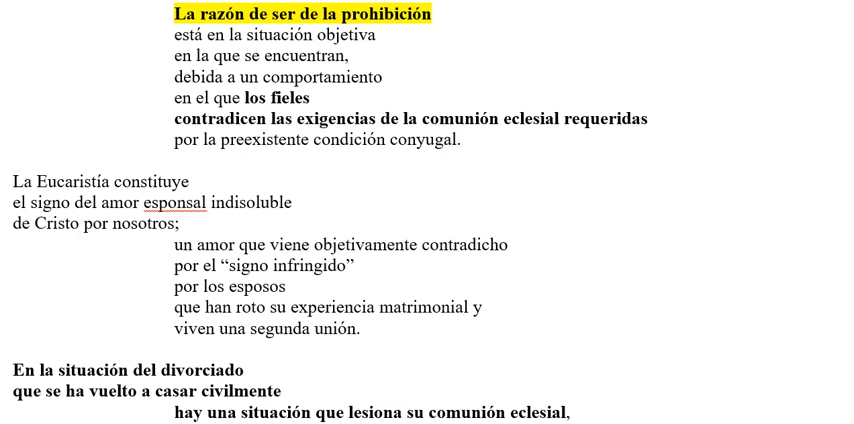 La razón de ser de la prohibición
está en la situación objetiva
en la que se encuentran,
debida a un comportamiento
en el que los fieles
contradicen las exigencias de la comunión eclesial requeridas
por la preexistente condición conyugal.
La Eucaristía constituye
el signo del amor esponsal indisoluble
de Cristo por nosotros;
un amor que viene objetivamente contradicho
por el “signo infringido”
por los esposos
que han roto su experiencia matrimonial y
viven una segunda unión.
En la situación del divorciado
que se ha vuelto a casar civilmente
hay una situación que lesiona su comunión eclesial,